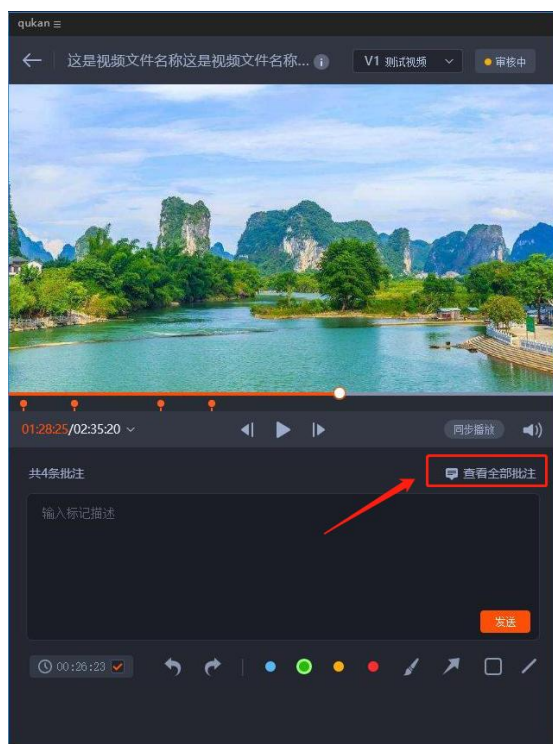 qukan
这是视频文件名称这是视频文件名称... V1 测试视频 审核中
01:28:25/02:35:20 同步播放
共4条批注 查看全部批注
输入标记描述
发送
00:26:23